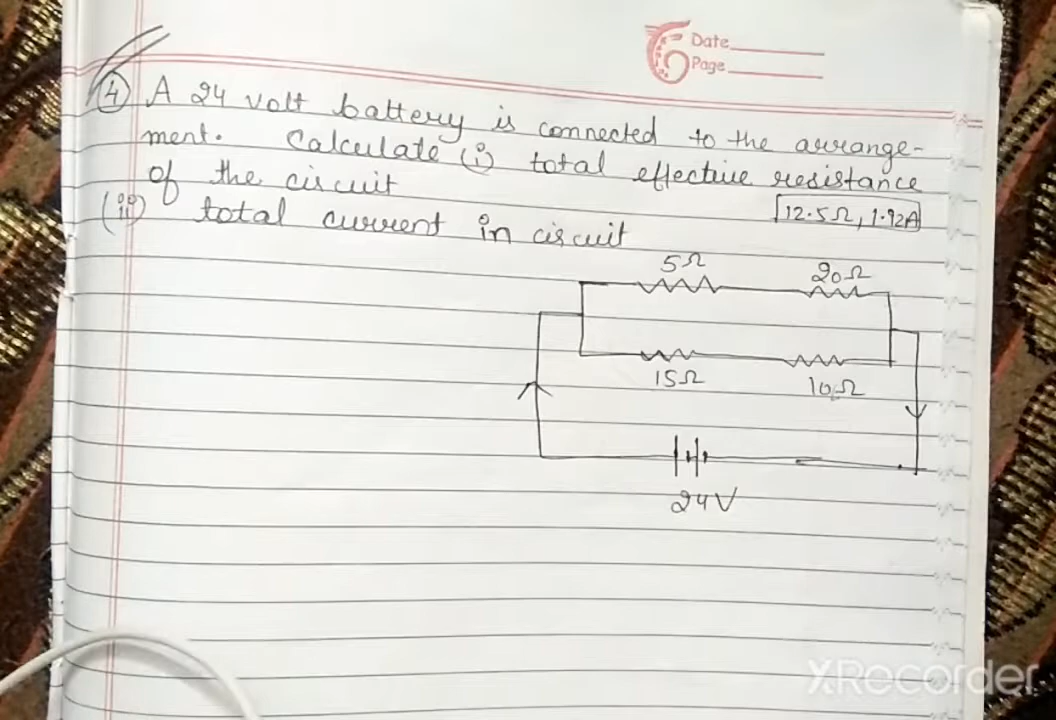 Date
Page
(4) A 24 volt battery is connected to the arrange-
ment. Calculate (i) total effective resistance
of the circuit
[12.5Ω, 1.92A]
(ii) total current in circuit
5Ω 20Ω
15Ω 10Ω
24V
XRecorder